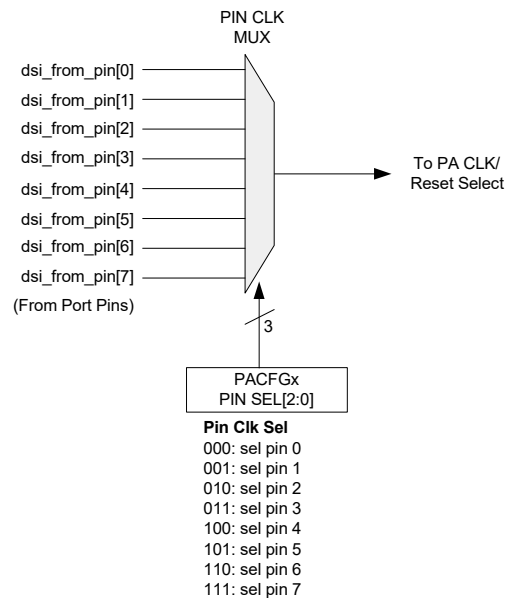 PIN CLK
MUX
dsi_from_pin[0]
dsi_from_pin[1]
dsi_from_pin[2]
dsi_from_pin[3]
dsi_from_pin[4]
dsi_from_pin[5]
dsi_from_pin[6]
dsi_from_pin[7]
(From Port Pins)
To PA CLK/
Reset Select
3
PACFGx
PIN SEL[2:0]
Pin Clk Sel
000: sel pin 0
001: sel pin 1
010: sel pin 2
011: sel pin 3
100: sel pin 4
101: sel pin 5
110: sel pin 6
111: sel pin 7